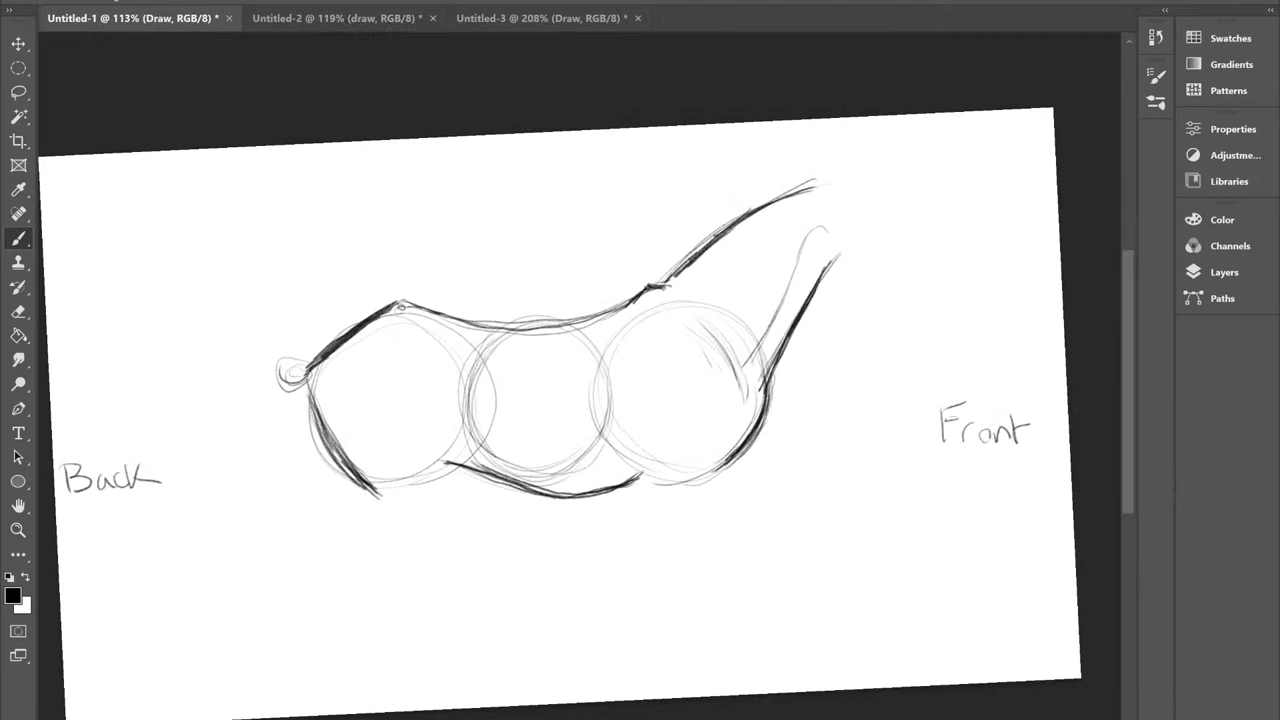 Untitled-1 @ 113% (Draw, RGB/8) * × Untitled-2 @ 119% (draw, RGB/8) * × Untitled-3 @ 208% (Draw, RGB/8) * ×
Swatches
Gradients
Patterns
Properties
Adjustme...
Libraries
Color
Channels
Layers
Paths
Front
Back